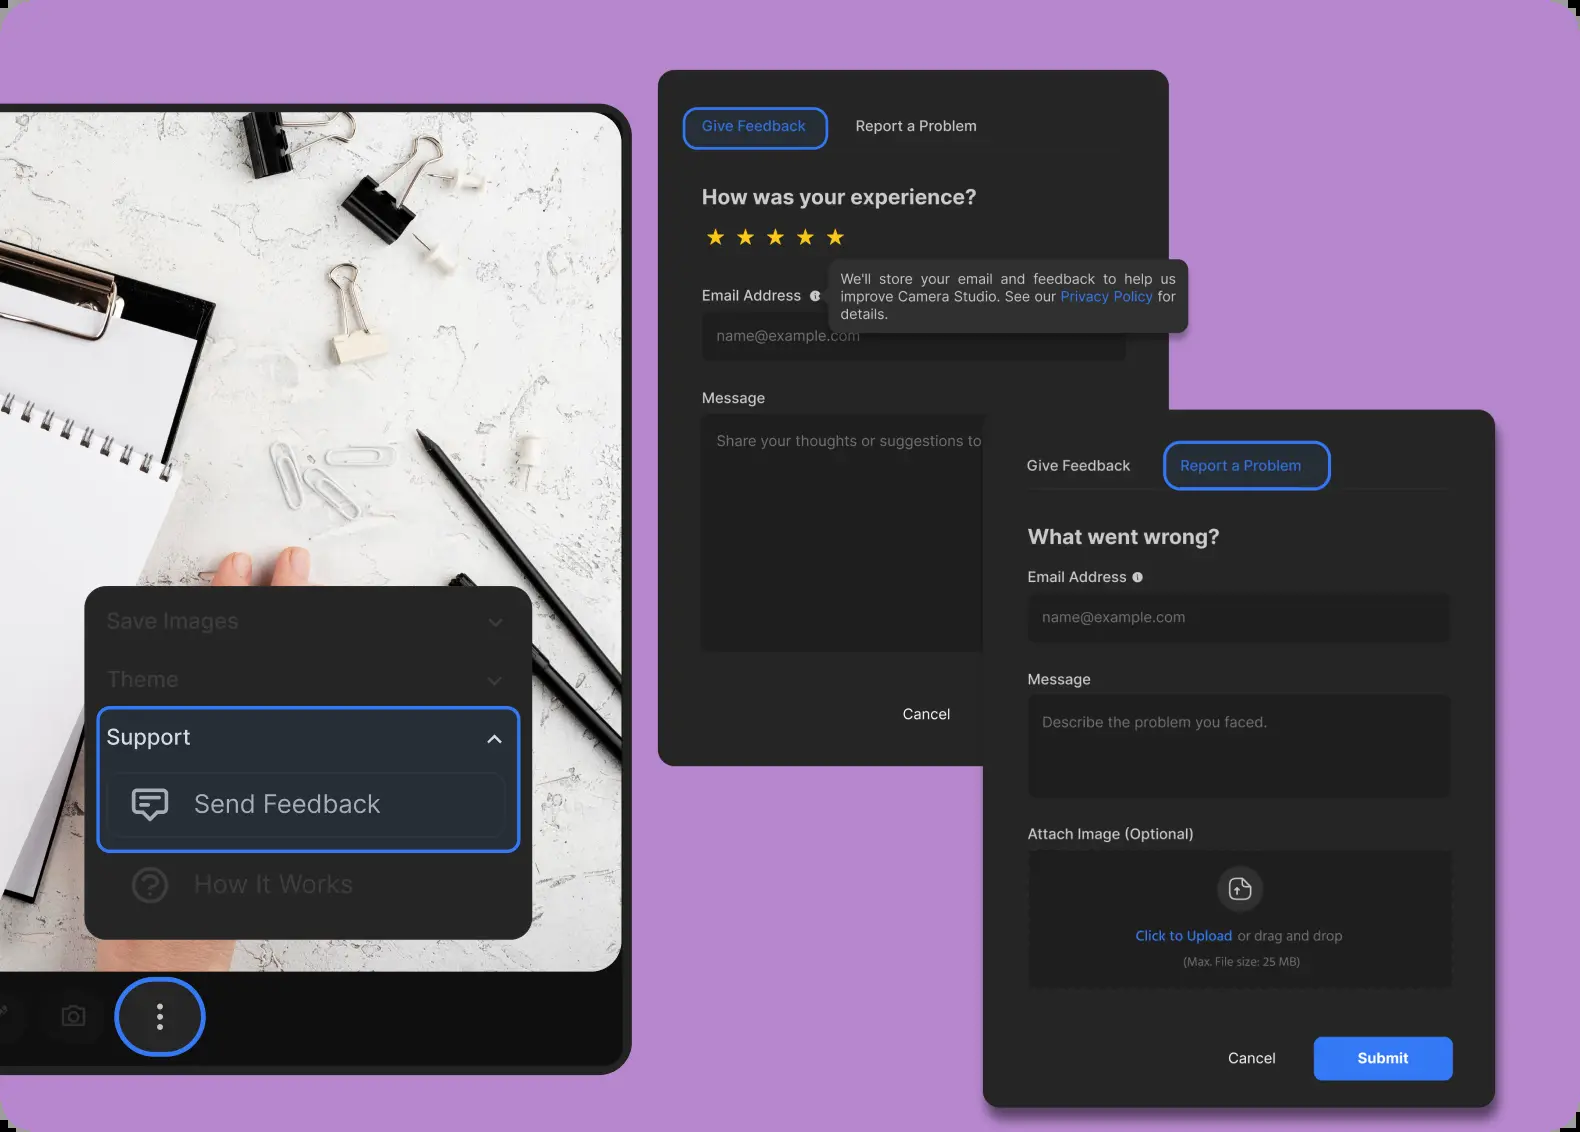 Save Images
Theme
Support
Send Feedback
How It Works
Give Feedback
Report a Problem
How was your experience?
Email Address
We'll store your email and feedback to help us
improve Camera Studio. See our Privacy Policy for
details.
name@example.com
Message
Share your thoughts or suggestions to
Cancel
Give Feedback
Report a Problem
What went wrong?
Email Address
name@example.com
Message
Describe the problem you faced.
Attach Image (Optional)
Click to Upload or drag and drop
(Max. File size: 25 MB)
Cancel
Submit